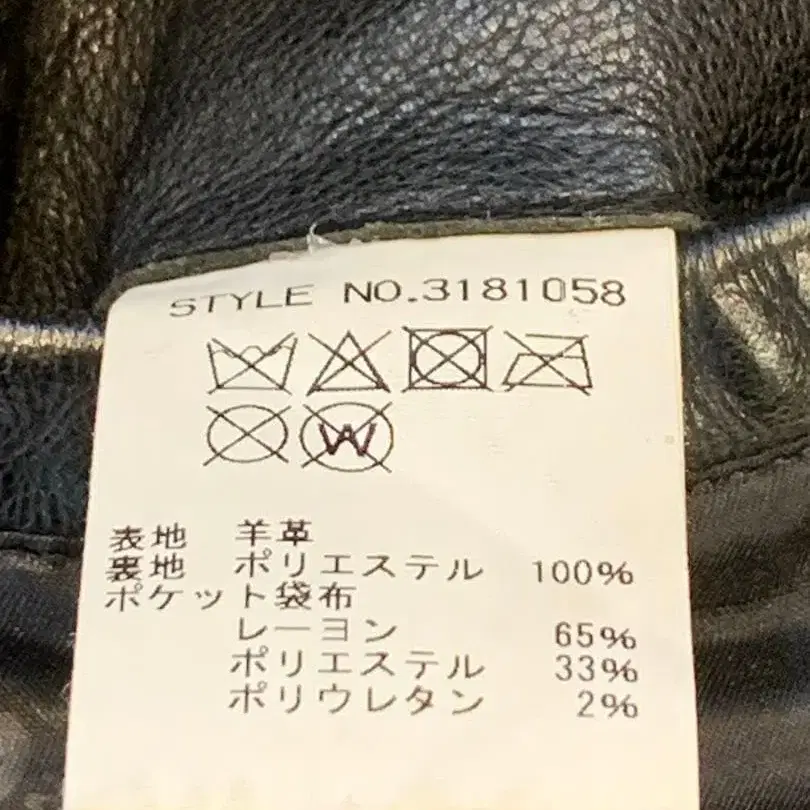 STYLE NO.3181058
W
表地 羊革
裏地 ポリエステル 100%
ポケット袋布
レーヨン 65%
ポリエステル 33%
ポリウレタン 2%